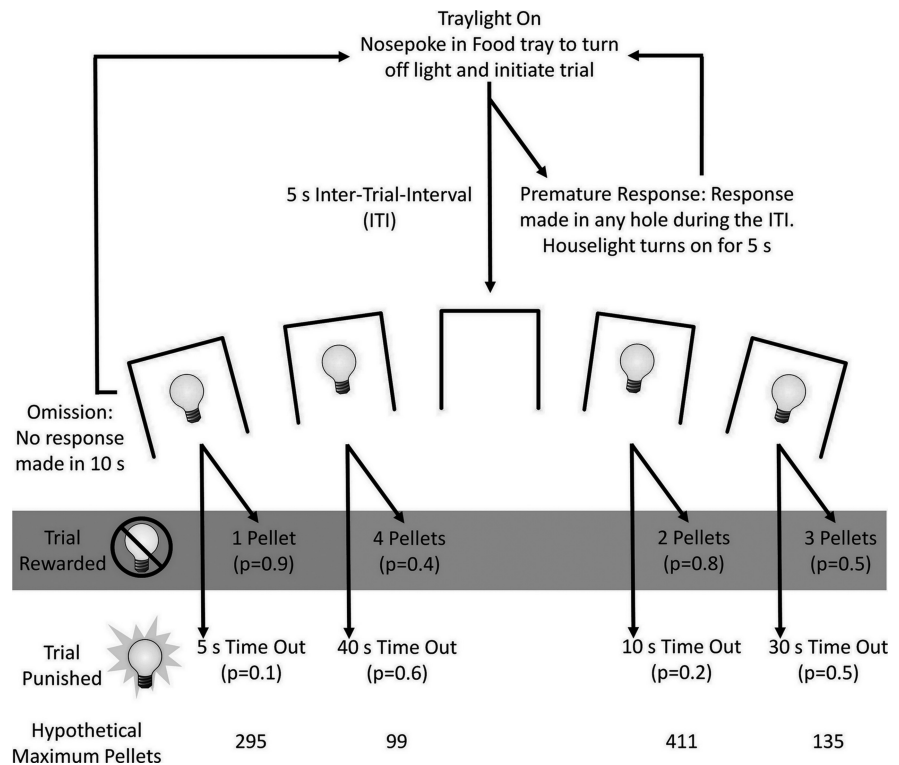 Traylight On
Nosepoke in Food tray to turn
off light and initiate trial
5 s Inter-Trial-Interval
(ITI)
Premature Response: Response
made in any hole during the ITI.
Houselight turns on for 5 s
Omission:
No response
made in 10 s
Trial
Rewarded
1 Pellet
(p=0.9)
4 Pellets
(p=0.4)
2 Pellets
(p=0.8)
3 Pellets
(p=0.5)
Trial
Punished
5 s Time Out
(p=0.1)
40 s Time Out
(p=0.6)
10 s Time Out
(p=0.2)
30 s Time Out
(p=0.5)
Hypothetical
Maximum Pellets
295
99
411
135